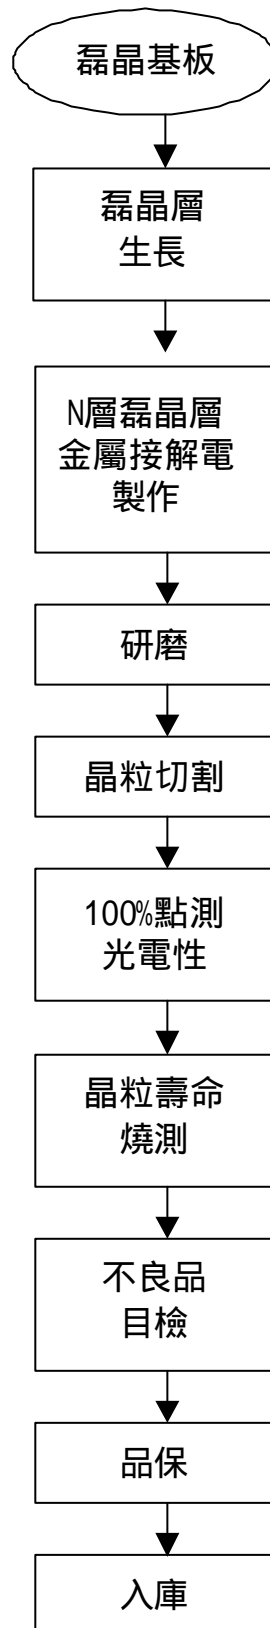 磊晶基板
磊晶層
生長
N層磊晶層
金屬接解電
製作
研磨
晶粒切割
100%點測
光電性
晶粒壽命
燒測
不良品
目檢
品保
入庫